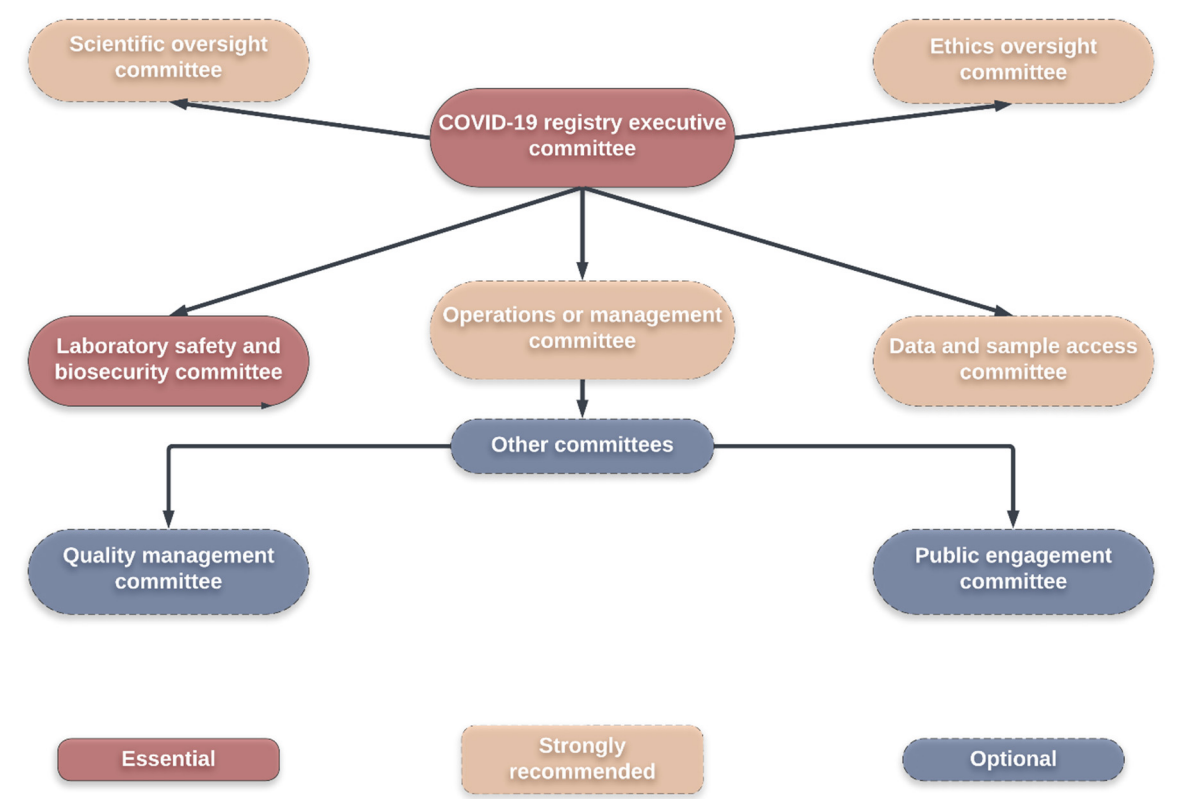 Scientific oversight
committee
Ethics oversight
committee
COVID-19 registry executive
committee
Laboratory safety and
biosecurity committee
Operations or management
committee
Data and sample access
committee
Other committees
Quality management
committee
Public engagement
committee
Essential
Strongly
recommended
Optional